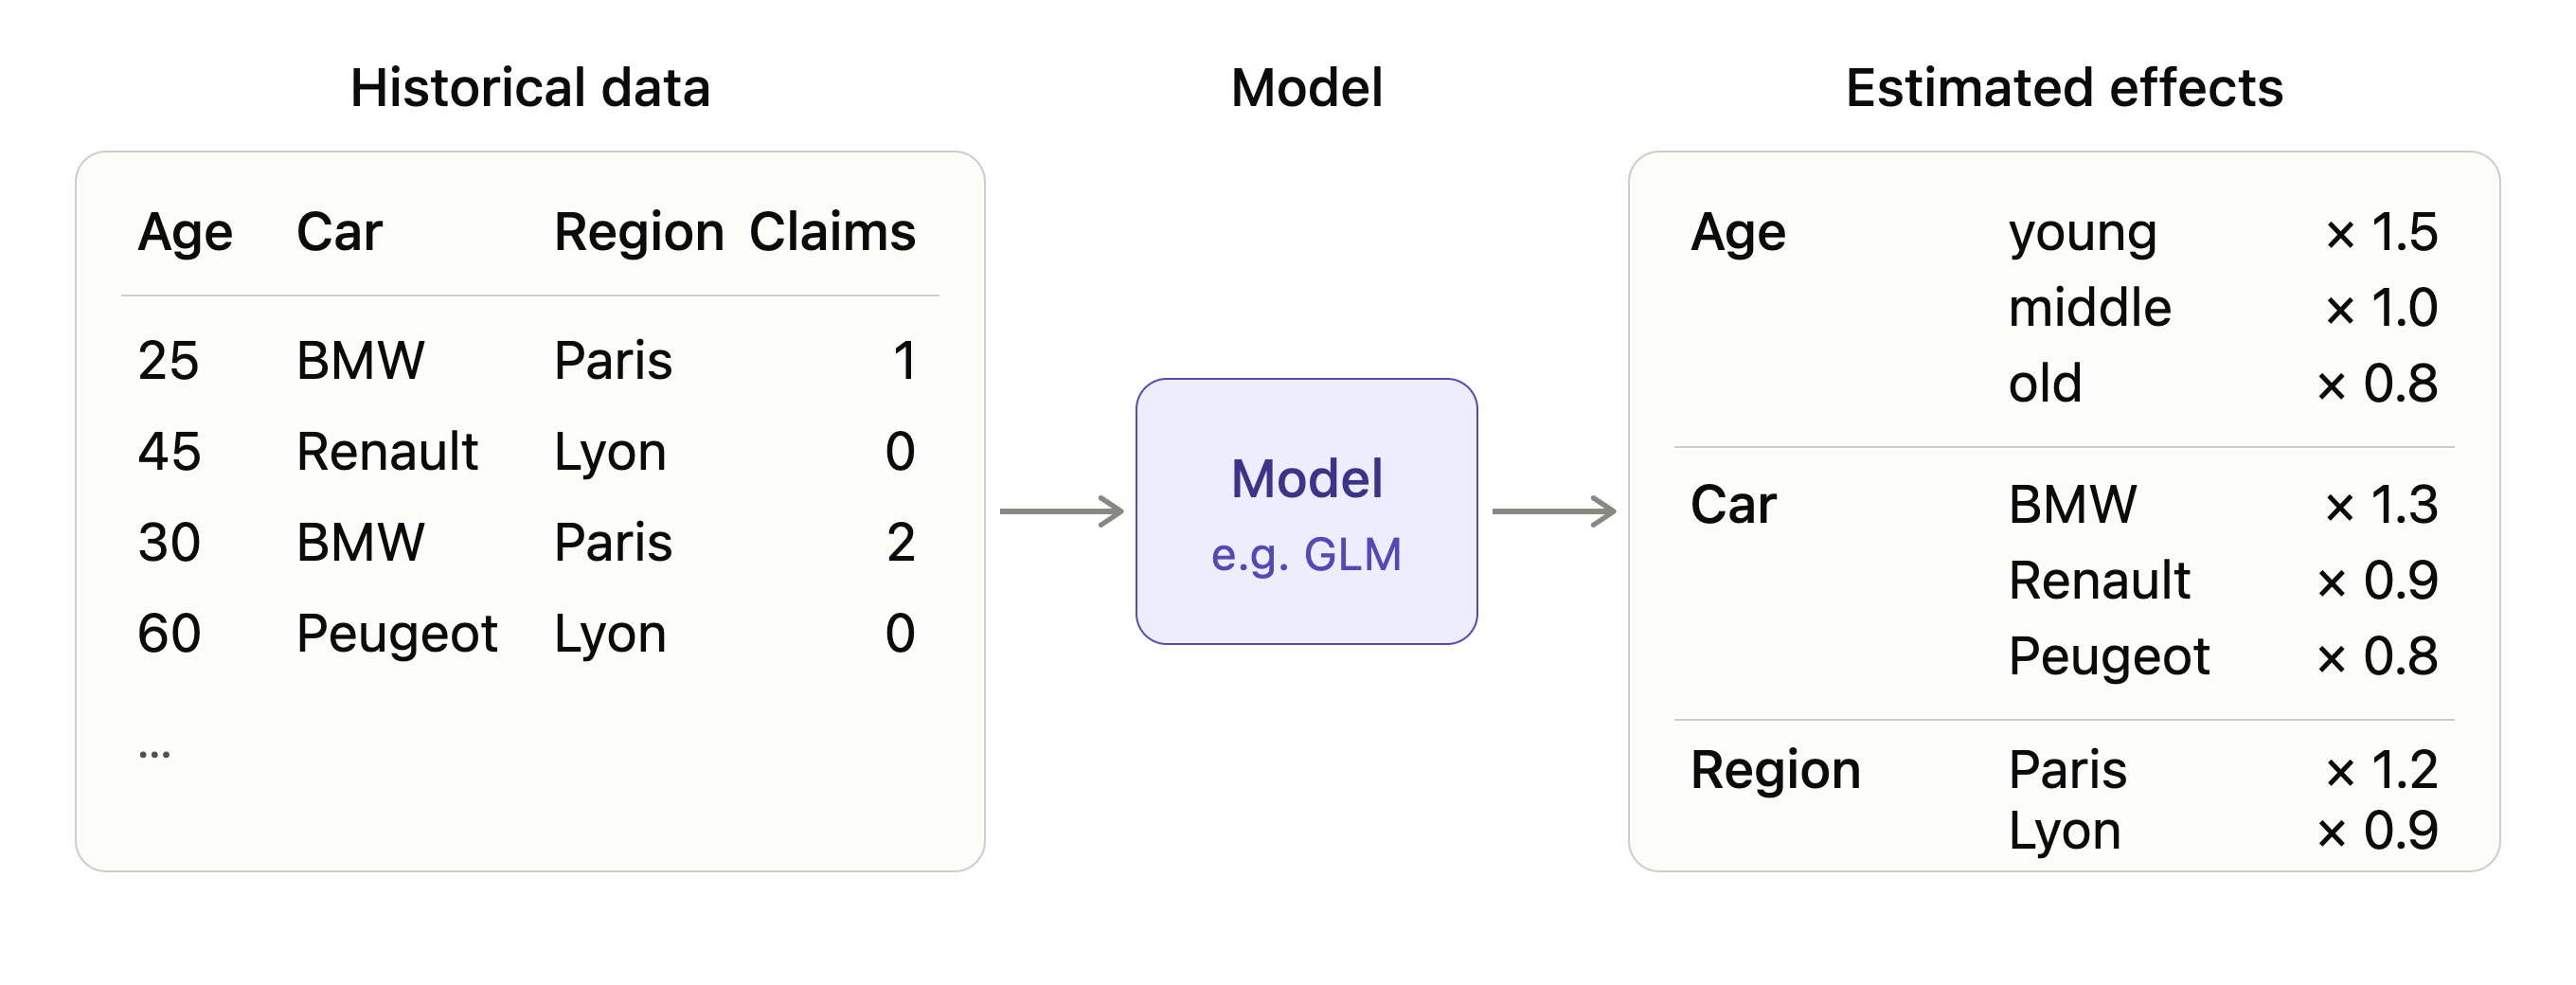 Historical data
Age Car Region Claims
25 BMW Paris 1
45 Renault Lyon 0
30 BMW Paris 2
60 Peugeot Lyon 0
...
Model
Model
e.g. GLM
Estimated effects
Age young × 1.5
middle × 1.0
old × 0.8
Car BMW × 1.3
Renault × 0.9
Peugeot × 0.8
Region Paris × 1.2
Lyon × 0.9